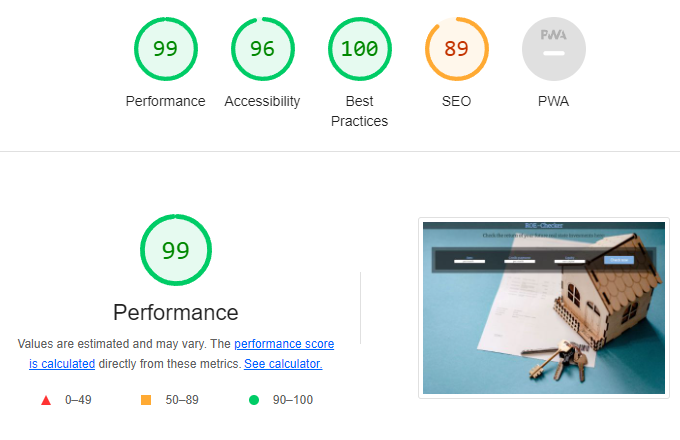 99
96
100
89
PWA
Performance
Accessibility
Best
Practices
SEO
PWA
99
Performance
Values are estimated and may vary. The performance score
is calculated directly from these metrics. See calculator.
0–49
50–89
90–100
ROE-Checker